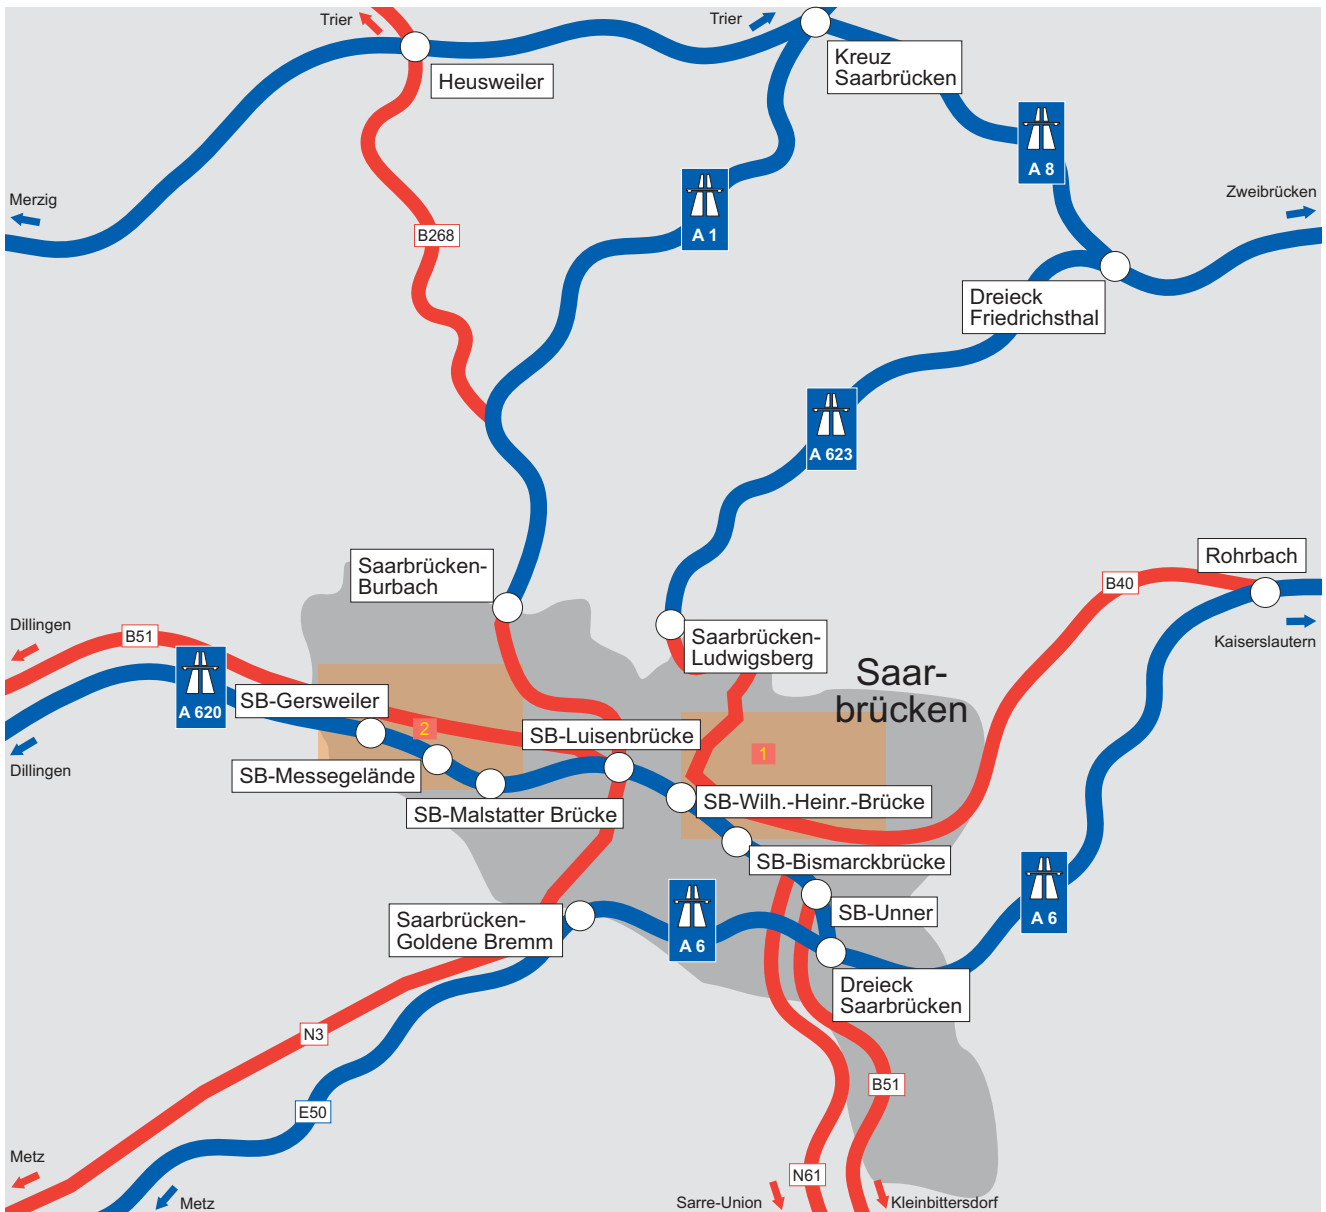 Trier
Trier
Kreuz
Saarbrücken
Heusweiler
A 8
Merzig
Zweibrücken
A 1
B268
Dreieck
Friedrichsthal
A 623
Rohrbach
Saarbrücken-
Burbach
B40
Dillingen
B51
Saarbrücken-
Ludwigsberg
Kaiserslautern
Saar-
brücken
A 620
SB-Gersweiler
2
SB-Luisenbrücke
1
Dillingen
SB-Messegelände
SB-Wilh.-Heinr.-Brücke
SB-Malstatter Brücke
SB-Bismarckbrücke
A 6
SB-Unner
Saarbrücken-
Goldene Bremm
A 6
Dreieck
Saarbrücken
N3
B51
E50
Metz
N61
Metz
Sarre-Union
Kleinbittersdorf